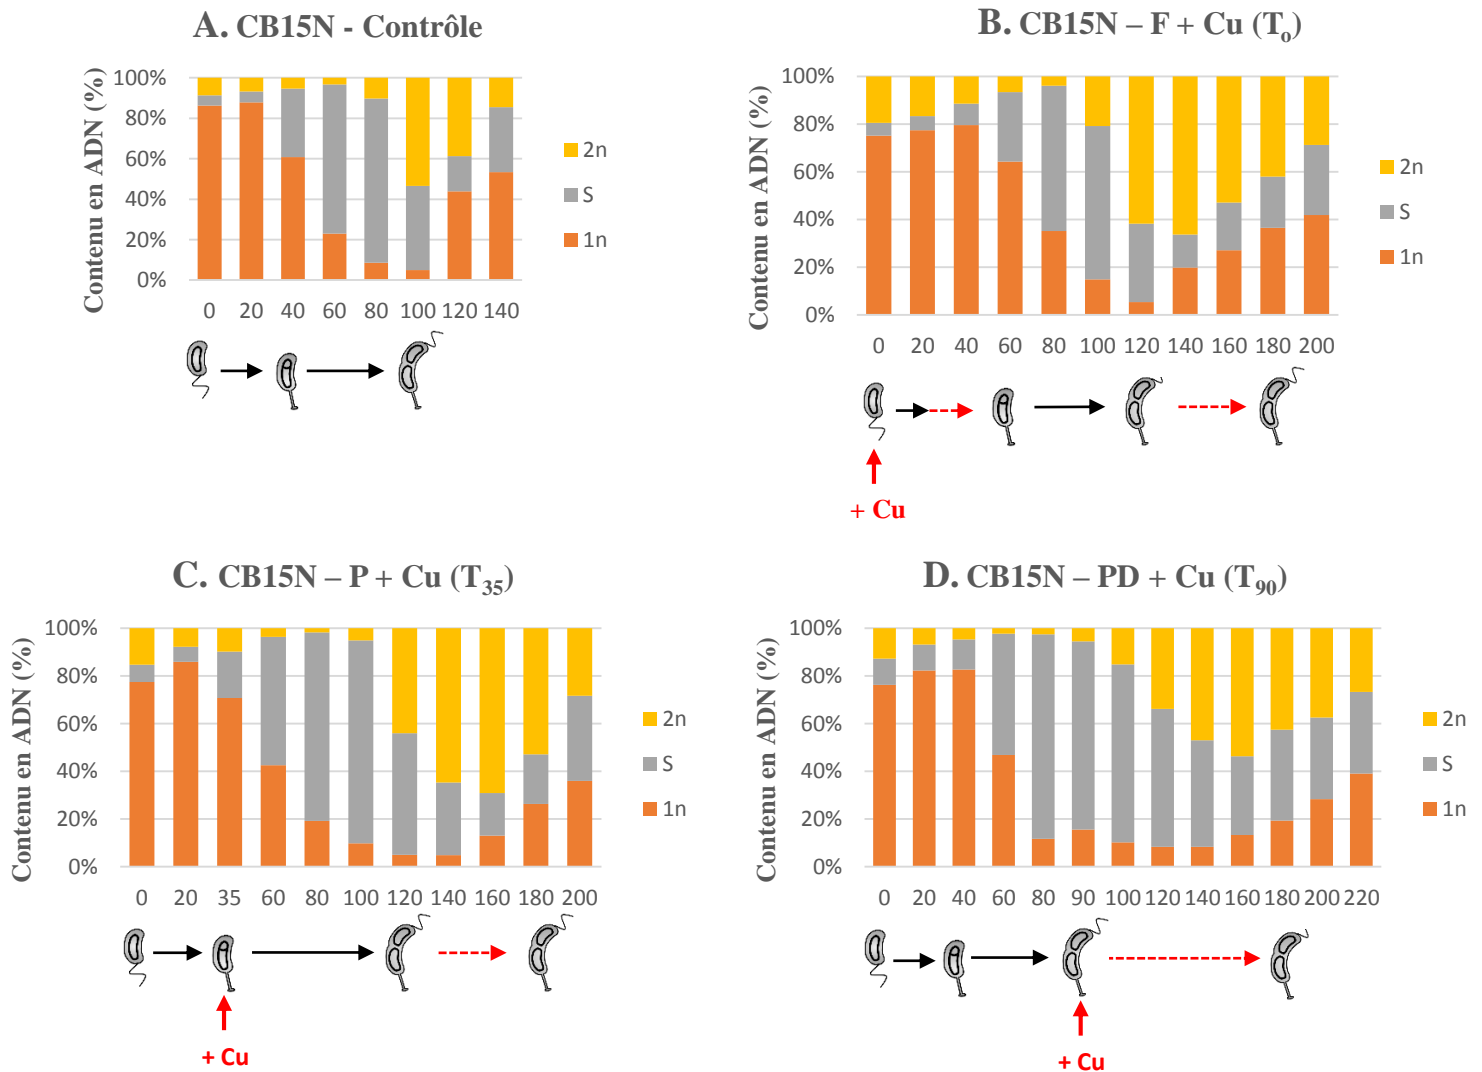 A. CB15N - Contrôle
Contenu en ADN (%)
100%
80%
60%
40%
20%
0%
0 20 40 60 80 100 120 140
2n
S
1n
B. CB15N – F + Cu (To)
Contenu en ADN (%)
100%
80%
60%
40%
20%
0%
0 20 40 60 80 100 120 140 160 180 200
2n
S
1n
+ Cu
C. CB15N – P + Cu (T35)
Contenu en ADN (%)
100%
80%
60%
40%
20%
0%
0 20 35 60 80 100 120 140 160 180 200
2n
S
1n
+ Cu
D. CB15N – PD + Cu (T90)
Contenu en ADN (%)
100%
80%
60%
40%
20%
0%
0 20 40 60 80 90 100 120 140 160 180 200 220
2n
S
1n
+ Cu